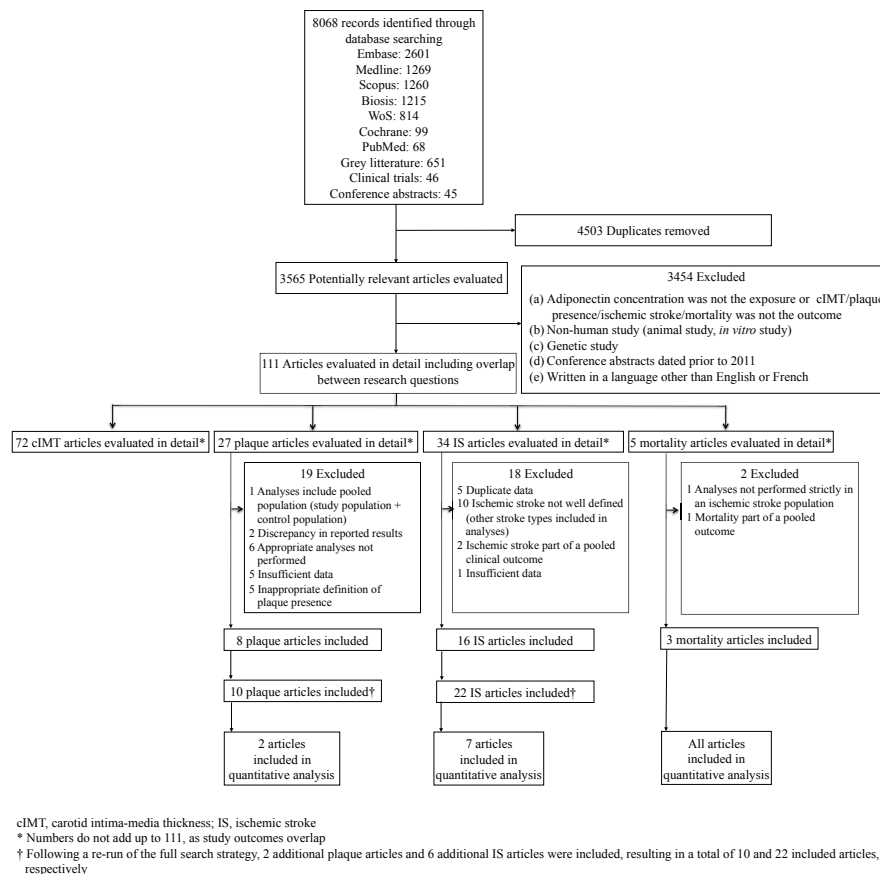 8068 records identified through
database searching
Embase: 2601
Medline: 1269
Scopus: 1260
Biosis: 1215
WoS: 814
Cochrane: 99
PubMed: 68
Grey litterature: 651
Clinical trials: 46
Conference abstracts: 45
4503 Duplicates removed
3565 Potentially relevant articles evaluated
3454 Excluded
(a) Adiponectin concentration was not the exposure or cIMT/plaque
presence/ischemic stroke/mortality was not the outcome
(b) Non-human study (animal study, in vitro study)
(c) Genetic study
(d) Conference abstracts dated prior to 2011
(e) Written in a language other than English or French
111 Articles evaluated in detail including overlap
between research questions
72 cIMT articles evaluated in detail*
27 plaque articles evaluated in detail*
34 IS articles evaluated in detail*
5 mortality articles evaluated in detail*
19 Excluded
1 Analyses include pooled
population (study population +
control population)
2 Discrepancy in reported results
6 Appropriate analyses not
performed
5 Insufficient data
5 Inappropriate definition of
plaque presence
18 Excluded
5 Duplicate data
10 Ischemic stroke not well defined
(other stroke types included in
analyses)
2 Ischemic stroke part of a pooled
clinical outcome
1 Insufficient data
2 Excluded
1 Analyses not performed strictly in
an ischemic stroke population
1 Mortality part of a pooled
outcome
8 plaque articles included
16 IS articles included
3 mortality articles included
10 plaque articles included†
22 IS articles included†
2 articles
included in
quantitative analysis
7 articles
included in
quantitative analysis
All articles
included in
quantitative analysis
cIMT, carotid intima-media thickness; IS, ischemic stroke
* Numbers do not add up to 111, as study outcomes overlap
† Following a re-run of the full search strategy, 2 additional plaque articles and 6 additional IS articles were included, resulting in a total of 10 and 22 included articles,
respectively